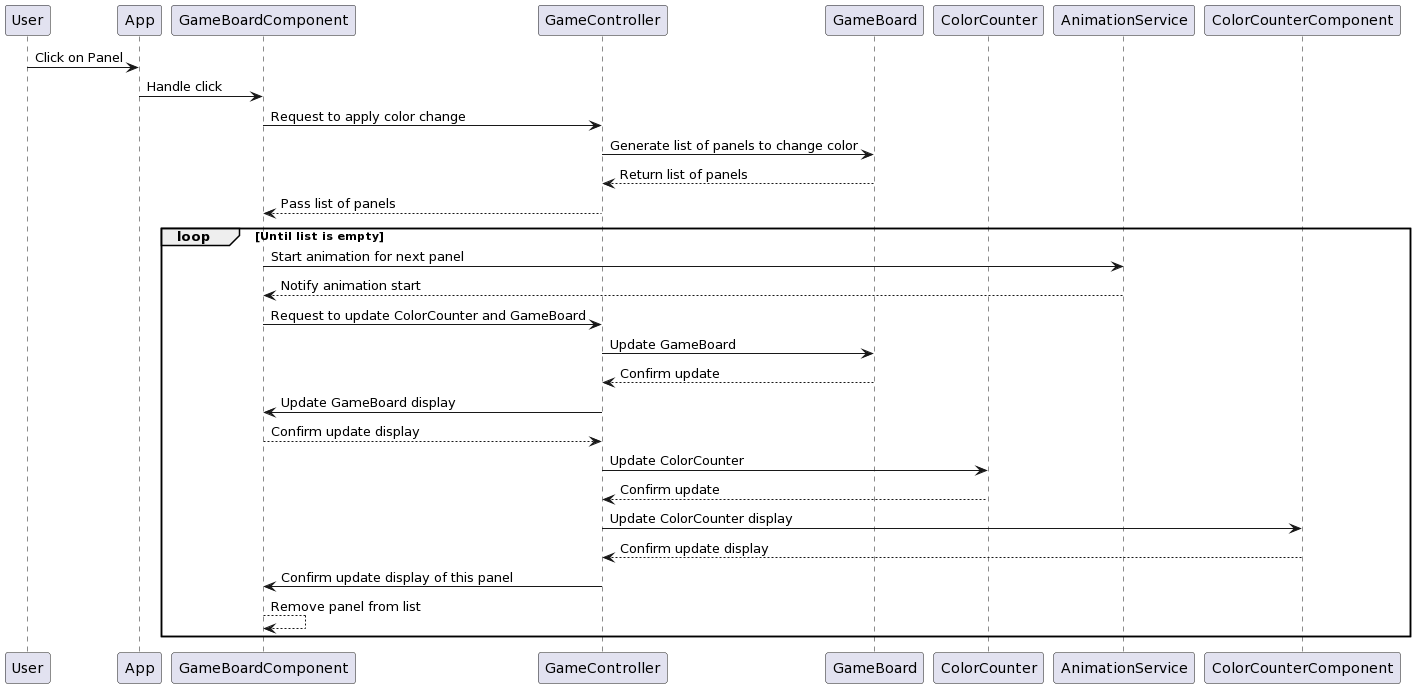 User App GameBoardComponent GameController GameBoard ColorCounter AnimationService ColorCounterComponent
Click on Panel
Handle click
Request to apply color change
Generate list of panels to change color
Return list of panels
Pass list of panels
loop [Until list is empty]
Start animation for next panel
Notify animation start
Request to update ColorCounter and GameBoard
Update GameBoard
Confirm update
Update GameBoard display
Confirm update display
Update ColorCounter
Confirm update
Update ColorCounter display
Confirm update display
Confirm update display of this panel
Remove panel from list
User App GameBoardComponent GameController GameBoard ColorCounter AnimationService ColorCounterComponent